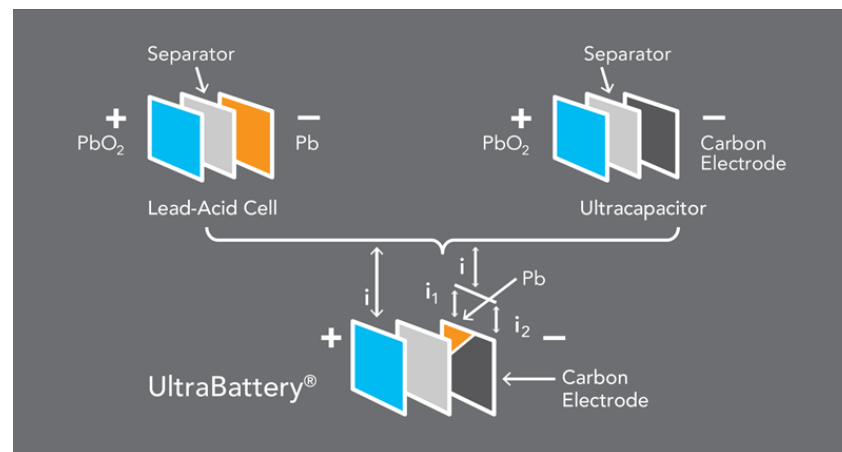 Separator
+
PbO₂
−
Pb
Lead-Acid Cell
Separator
+
PbO₂
−
Carbon
Electrode
Ultracapacitor
i
i
i₁
Pb
i₂
+
−
UltraBattery®
Carbon
Electrode